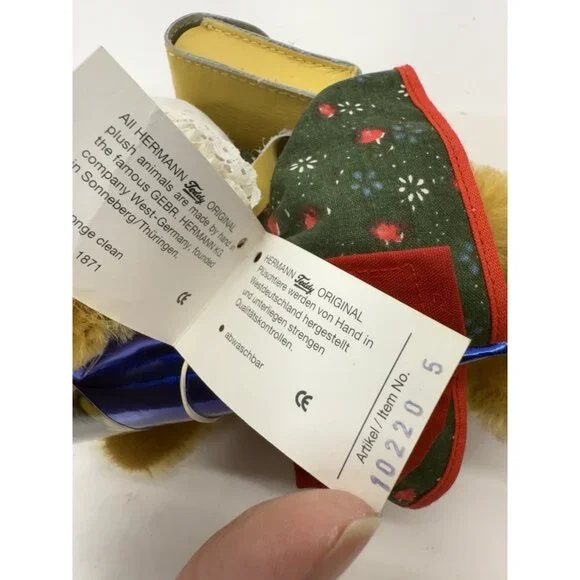 All HERMANN Teddy ORIGINAL
plush animals are made by hand in
the famous GEBR. HERMANN KG.
company West-Germany, founded
in Sonneberg/Thüringen.
clean
1871
CE
HERMANN Teddy ORIGINAL
Plüschtiere werden von Hand in
Westdeutschland hergestellt
und unterliegen strengen
Qualitätskontrollen.
abwaschbar
CE
Artikel / Item No.
10220 5